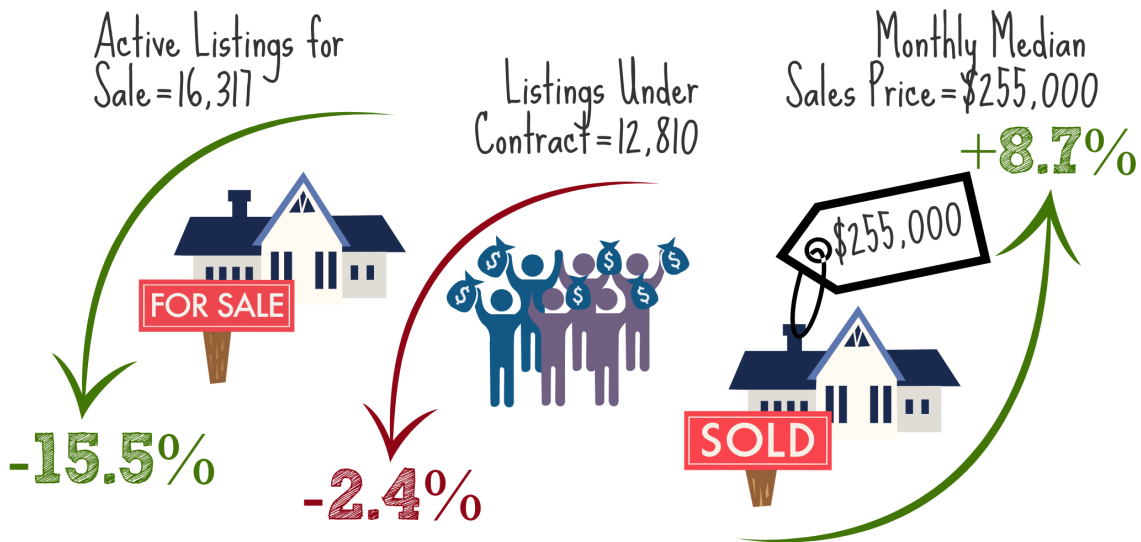 Active Listings for
Sale=16,317
Listings Under
Contract=12,810
Monthly Median
Sales Price=$255,000
+8.7%
$255,000
FOR SALE
$ $ $
$ $ $
SOLD
-15.5%
-2.4%